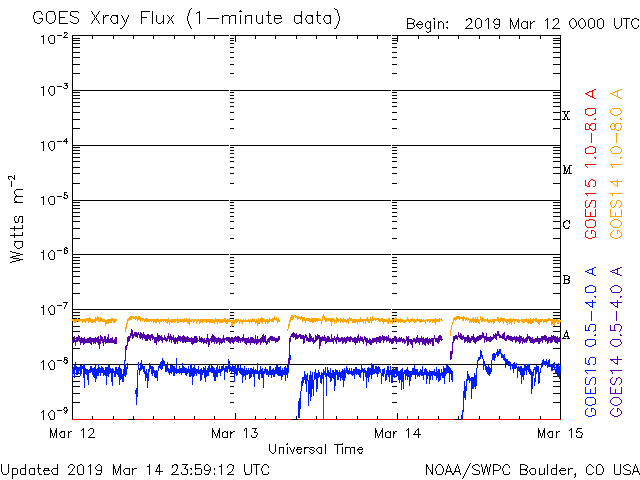 GOES Xray Flux (1-minute data)
Begin: 2019 Mar 12 0000 UTC
10-2
10-3
10-4
10-5
10-6
10-7
10-8
10-9
Watts m-2
X
M
C
B
A
GOES15 1.0-8.0 A
GOES14 1.0-8.0 A
GOES15 0.5-4.0 A
GOES14 0.5-4.0 A
Mar 12
Mar 13
Mar 14
Mar 15
Universal Time
Updated 2019 Mar 14 23:59:12 UTC
NOAA/SWPC Boulder, CO USA